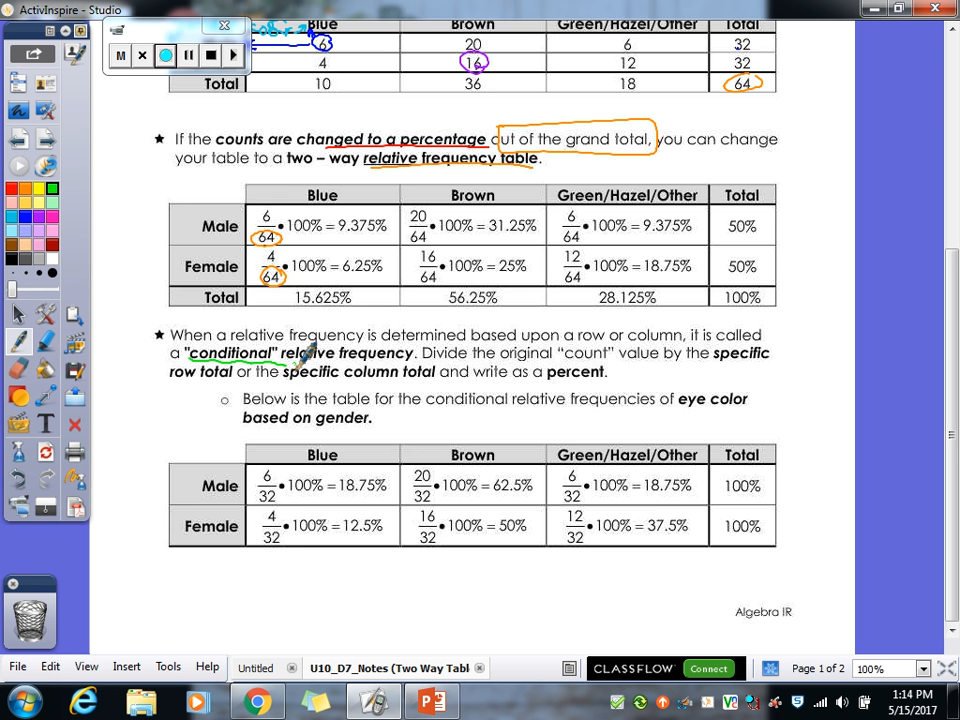 ActivInspire - Studio
Blue Brown Green/Hazel/Other Total
6 20 6 32
4 16 12 32
Total 10 36 18 64
★ If the counts are changed to a percentage out of the grand total, you can change
your table to a two – way relative frequency table.
Blue Brown Green/Hazel/Other Total
Male 6/64 • 100% = 9.375% 20/64 • 100% = 31.25% 6/64 • 100% = 9.375% 50%
Female 4/64 • 100% = 6.25% 16/64 • 100% = 25% 12/64 • 100% = 18.75% 50%
Total 15.625% 56.25% 28.125% 100%
★ When a relative frequency is determined based upon a row or column, it is called
a "conditional" relative frequency. Divide the original “count” value by the specific
row total or the specific column total and write as a percent.
o Below is the table for the conditional relative frequencies of eye color
based on gender.
Blue Brown Green/Hazel/Other Total
Male 6/32 • 100% = 18.75% 20/32 • 100% = 62.5% 6/32 • 100% = 18.75% 100%
Female 4/32 • 100% = 12.5% 16/32 • 100% = 50% 12/32 • 100% = 37.5% 100%
Algebra IR
File Edit View Insert Tools Help Untitled U10_D7_Notes (Two Way Tabl CLASSFLOW Connect Page 1 of 2 100%
1:14 PM
5/15/2017